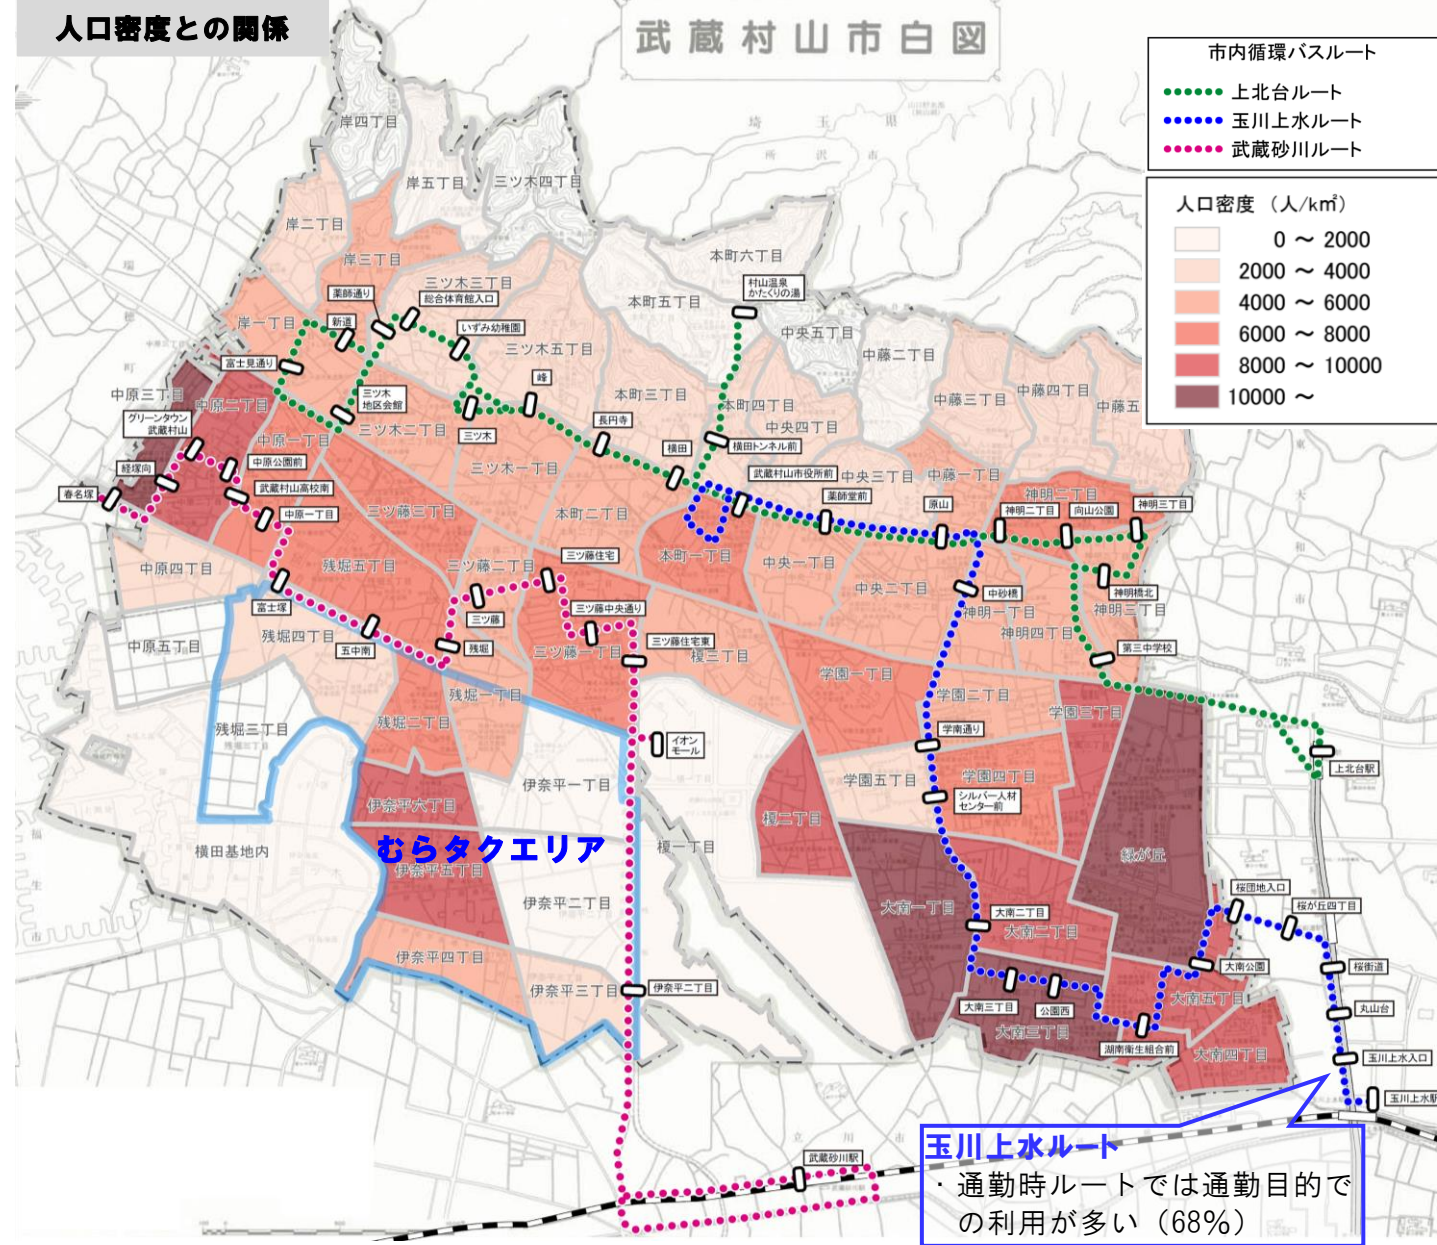 人口密度との関係
武蔵村山市白図
市内循環バスルート
上北台ルート
玉川上水ルート
武蔵砂川ルート
人口密度 （人/k㎡）
0 ～ 2000
2000 ～ 4000
4000 ～ 6000
6000 ～ 8000
8000 ～ 10000
10000 ～
埼 玉 県
所 沢 市
岸四丁目
岸五丁目
三ツ木四丁目
岸二丁目
岸三丁目
本町六丁目
三ツ木三丁目
村山温泉
かたくりの湯
薬師通り
総合体育館入口
本町五丁目
岸一丁目
新道
いずみ幼稚園
中央五丁目
三ツ木五丁目
中藤二丁目
富士見通り
中原三丁目
峰
本町三丁目
中藤四丁目
中原二丁目
三ツ木
地区会館
本町四丁目
中藤三丁目
中藤五
グリーンタウン
武蔵村山
中央四丁目
三ツ木二丁目
三ツ木
長円寺
横田
横田トンネル前
中原一丁目
経塚向
中原公園前
三ツ木一丁目
武蔵村山市役所前
中央三丁目
中藤一丁目
春名塚
武蔵村山高校南
薬師堂前
原山
神明二丁目
神明二丁目
向山公園
神明三丁目
中原一丁目
三ツ藤三丁目
本町二丁目
中原四丁目
残堀五丁目
三ツ藤二丁目
三ツ藤住宅
本町一丁目
中央一丁目
中央二丁目
中砂橋
神明橋北
富士塚
三ツ藤
三ツ藤中央通り
神明一丁目
神明三丁目
残堀四丁目
神明四丁目
中原五丁目
五中南
残堀
三ツ藤一丁目
三ツ藤住宅東
榎三丁目
第三中学校
学園一丁目
残堀一丁目
学園二丁目
学園三丁目
残堀三丁目
残堀二丁目
学南通り
イオン
モール
上北台駅
伊奈平一丁目
学園五丁目
学園四丁目
シルバー人材
センター前
伊奈平六丁目
榎二丁目
むらタクエリア
横田基地内
榎一丁目
緑が丘
伊奈平五丁目
伊奈平二丁目
大南一丁目
桜団地入口
桜が丘四丁目
大南二丁目
大南二丁目
伊奈平四丁目
大南公園
桜街道
伊奈平三丁目
伊奈平二丁目
大南三丁目
公園西
大南五丁目
丸山台
大南三丁目
湖南衛生組合前
大南四丁目
玉川上水入口
玉川上水駅
立 川 市
武蔵砂川駅
玉川上水ルート
・通勤時ルートでは通勤目的で
の利用が多い（68%）